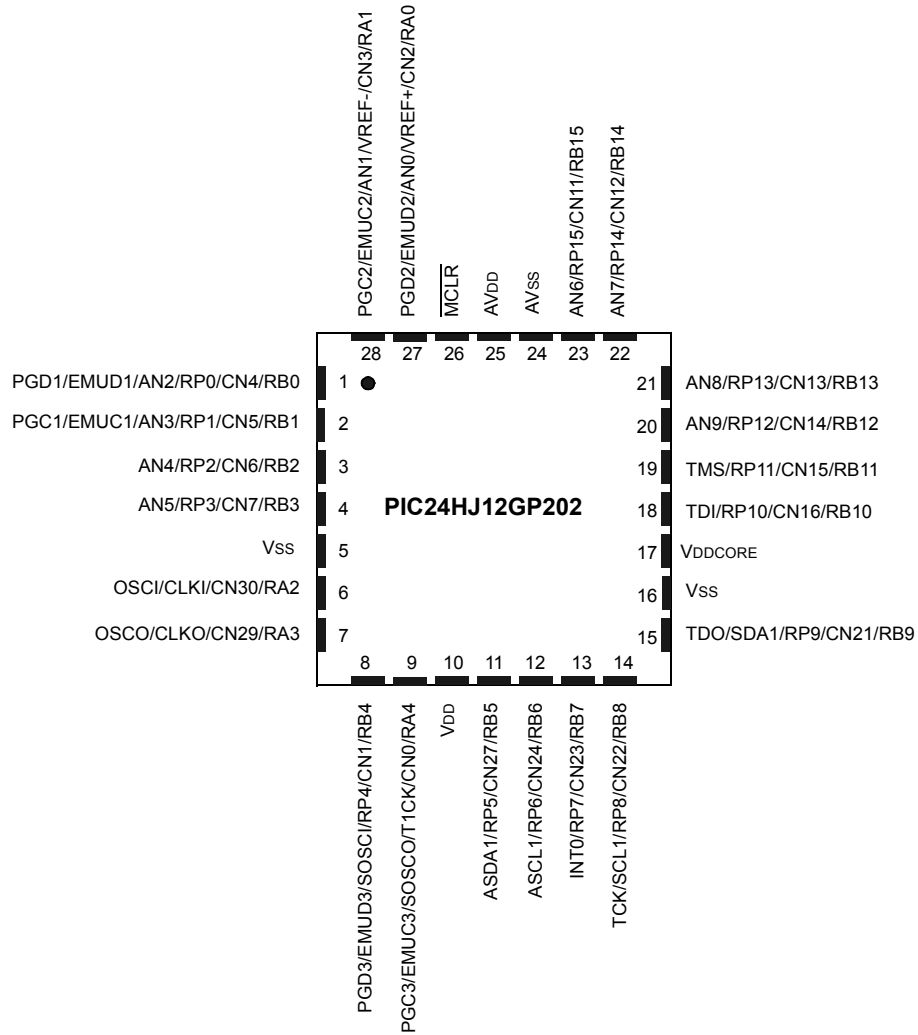 PGC2/EMUC2/AN1/VREF-/CN3/RA1
PGD2/EMUD2/AN0/VREF+/CN2/RA0
MCLR
AVDD
AVSS
AN6/RP15/CN11/RB15
AN7/RP14/CN12/RB14
28 27 26 25 24 23 22
PGD1/EMUD1/AN2/RP0/CN4/RB0 1
PGC1/EMUC1/AN3/RP1/CN5/RB1 2
AN4/RP2/CN6/RB2 3
AN5/RP3/CN7/RB3 4
VSS 5
OSCI/CLKI/CN30/RA2 6
OSCO/CLKO/CN29/RA3 7
PIC24HJ12GP202
21 AN8/RP13/CN13/RB13
20 AN9/RP12/CN14/RB12
19 TMS/RP11/CN15/RB11
18 TDI/RP10/CN16/RB10
17 VDDCORE
16 VSS
15 TDO/SDA1/RP9/CN21/RB9
8 9 10 11 12 13 14
PGD3/EMUD3/SOSCI/RP4/CN1/RB4
PGC3/EMUC3/SOSCO/T1CK/CN0/RA4
VDD
ASDA1/RP5/CN27/RB5
ASCL1/RP6/CN24/RB6
INT0/RP7/CN23/RB7
TCK/SCL1/RP8/CN22/RB8